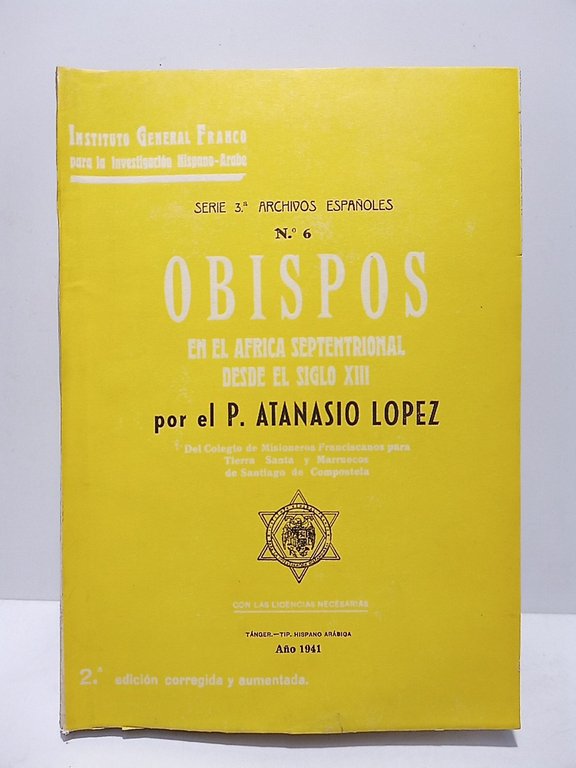 INSTITUTO GENERAL FRANCO
para la Investigación Hispano-Arabe
SERIE 3.ª ARCHIVOS ESPAÑOLES
N.º 6
OBISPOS
EN EL AFRICA SEPTENTRIONAL
DESDE EL SIGLO XIII
por el P. ATANASIO LOPEZ
Del Colegio de Misioneros Franciscanos para
Tierra Santa y Marruecos
de Santiago de Compostela
CON LAS LICENCIAS NECESARIAS
TÁNGER.—TIP. HISPANO ARÁBIGA
Año 1941
2.ª edición corregida y aumentada.